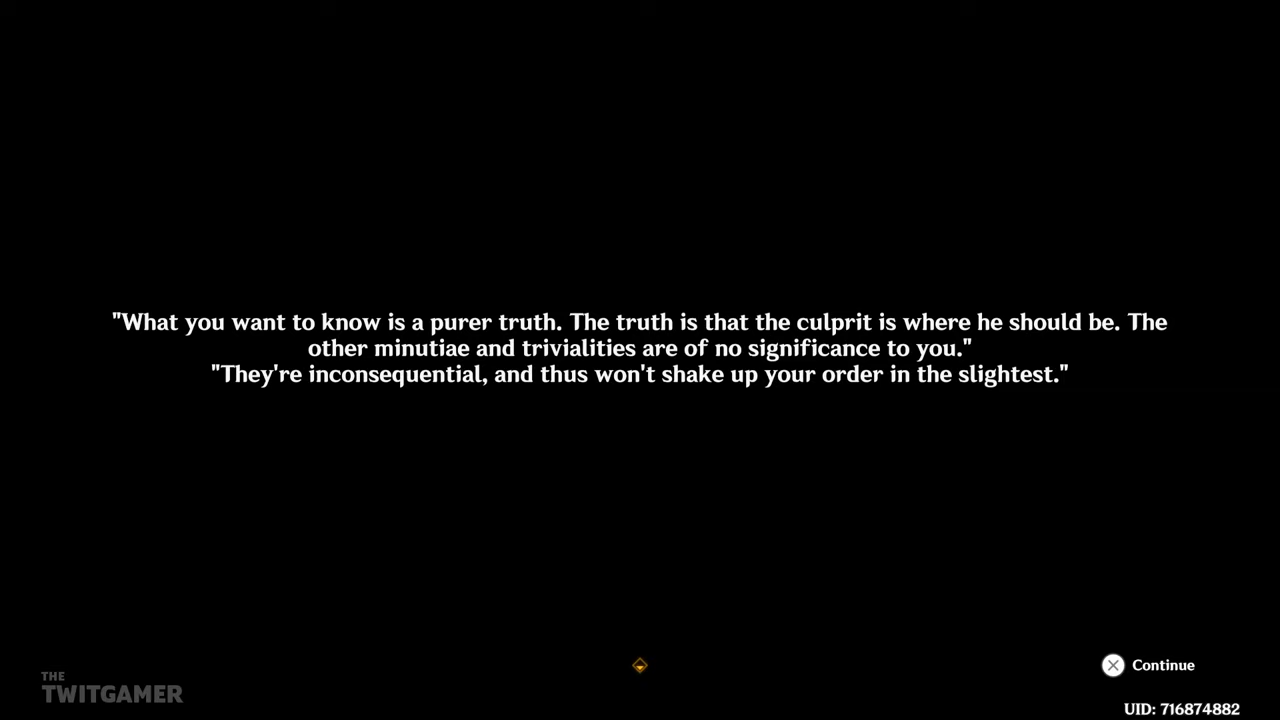 "What you want to know is a purer truth. The truth is that the culprit is where he should be. The
other minutiae and trivialities are of no significance to you."
"They're inconsequential, and thus won't shake up your order in the slightest."
Continue
THE
TWITGAMER
UID: 716874882